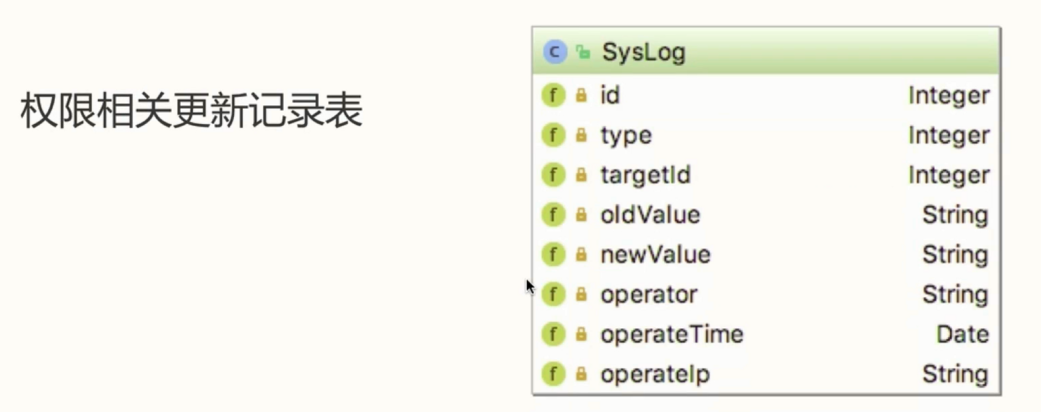 权限相关更新记录表
C SysLog
f id Integer
f type Integer
f targetId Integer
f oldValue String
f newValue String
f operator String
f operateTime Date
f operateIp String